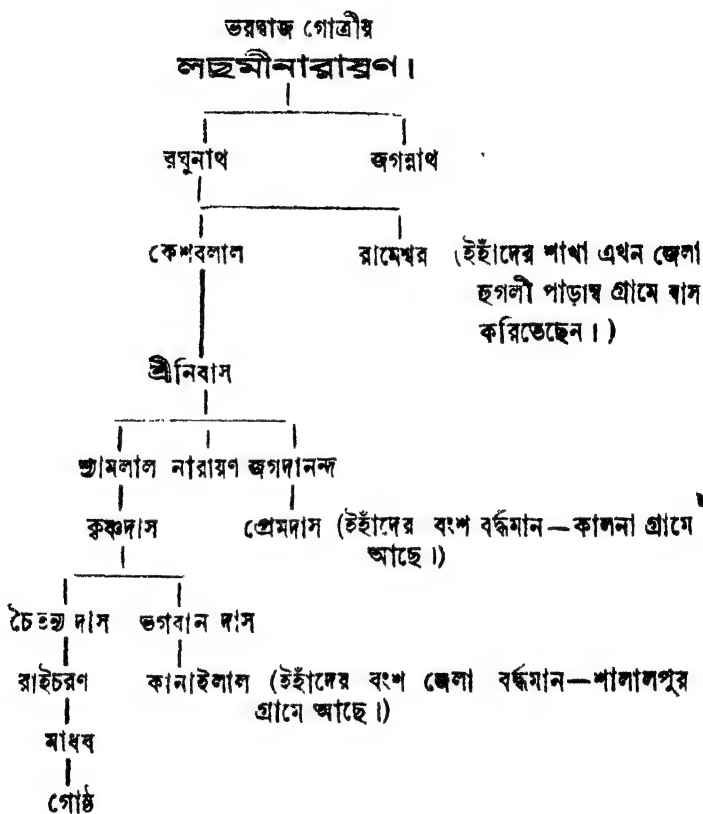 ভরদ্বাজ গোত্রীয়
লছমীনারায়ণ।
রঘুনাথ জগন্নাথ
কেশবলাল রামেশ্বর (ইহাঁদের শাখা এখন জেলা
হুগলী পাড়াম্ব গ্রামে বাস
করিতেছেন।)
শ্রীনিবাস
শ্যামলাল নারায়ণ জগদানন্দ
কৃষ্ণদাস প্রেমদাস (ইহাঁদের বংশ বর্দ্ধমান—কালনা গ্রামে
আছে।)
চৈতন্য দাস ভগবান দাস
রাইচরণ কানাইলাল (ইহাঁদের বংশ জেলা বর্দ্ধমান—শালালপুর
গ্রামে আছে।)
মাধব
গোষ্ঠ